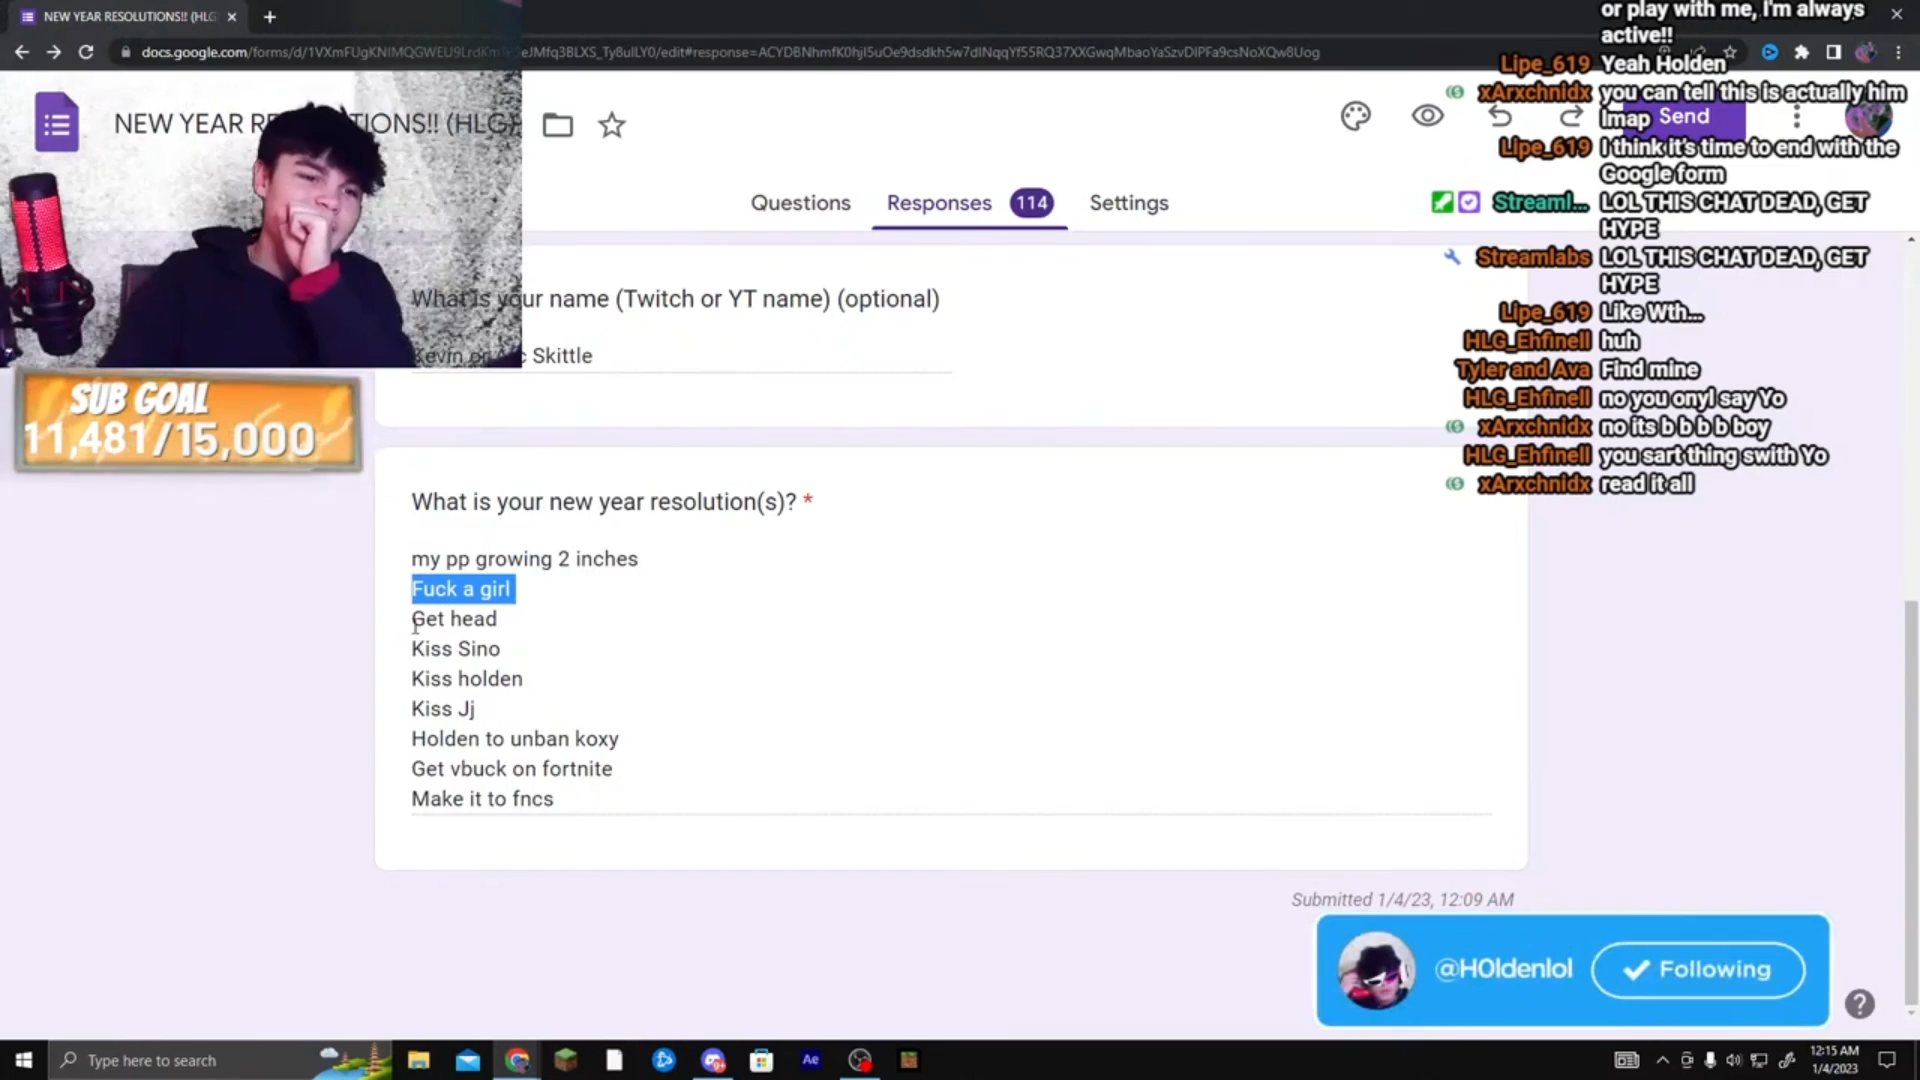 NEW YEAR RESOLUTIONS!! (HLG
docs.google.com/forms/d/
NEW YEAR RE
TIONS!! (HLG)
Send
Questions
Responses
114
Settings
What is your name (Twitch or YT name) (optional)
Kevin or
Skittle
SUB GOAL
11,481/15,000
What is your new year resolution(s)? *
my pp growing 2 inches
Fuck a girl
Get head
Kiss Sino
Kiss holden
Kiss Jj
Holden to unban koxy
Get vbuck on fortnite
Make it to fncs
Submitted 1/4/23, 12:09 AM
@H0ldenlol
Following
or play with me, I'm always
active!!
Lipe_619 Yeah Holden
xArxchnidx you can tell this is actually him
lmap
Lipe_619 I think it's time to end with the
Google form
Streaml... LOL THIS CHAT DEAD, GET
HYPE
Streamlabs LOL THIS CHAT DEAD, GET
HYPE
Lipe_619 Like Wth...
HLG_Ehfinell huh
Tyler and Ava Find mine
HLG_Ehfinell no you onyl say Yo
xArxchnidx no its b b b b boy
HLG_Ehfinell you sart thing swith Yo
xArxchnidx read it all
Type here to search
Ae
12:15 AM
1/4/2023